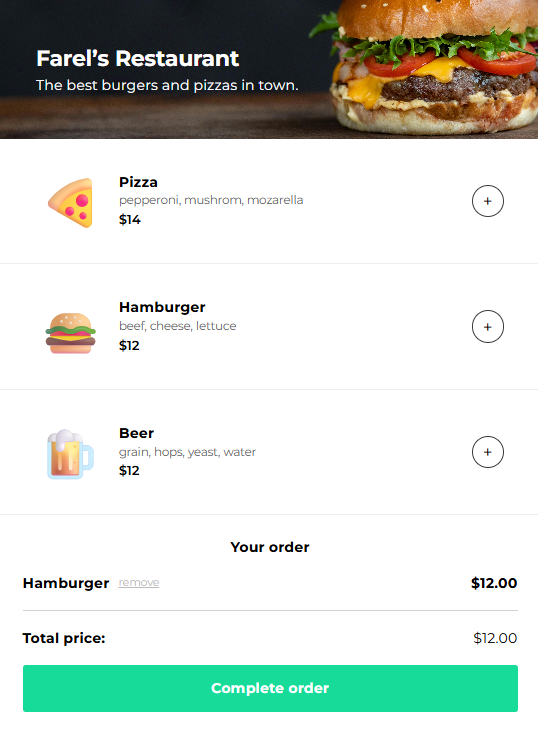 Farel’s Restaurant
The best burgers and pizzas in town.
Pizza
pepperoni, mushrom, mozarella
$14
+
Hamburger
beef, cheese, lettuce
$12
+
Beer
grain, hops, yeast, water
$12
+
Your order
Hamburger remove $12.00
Total price: $12.00
Complete order